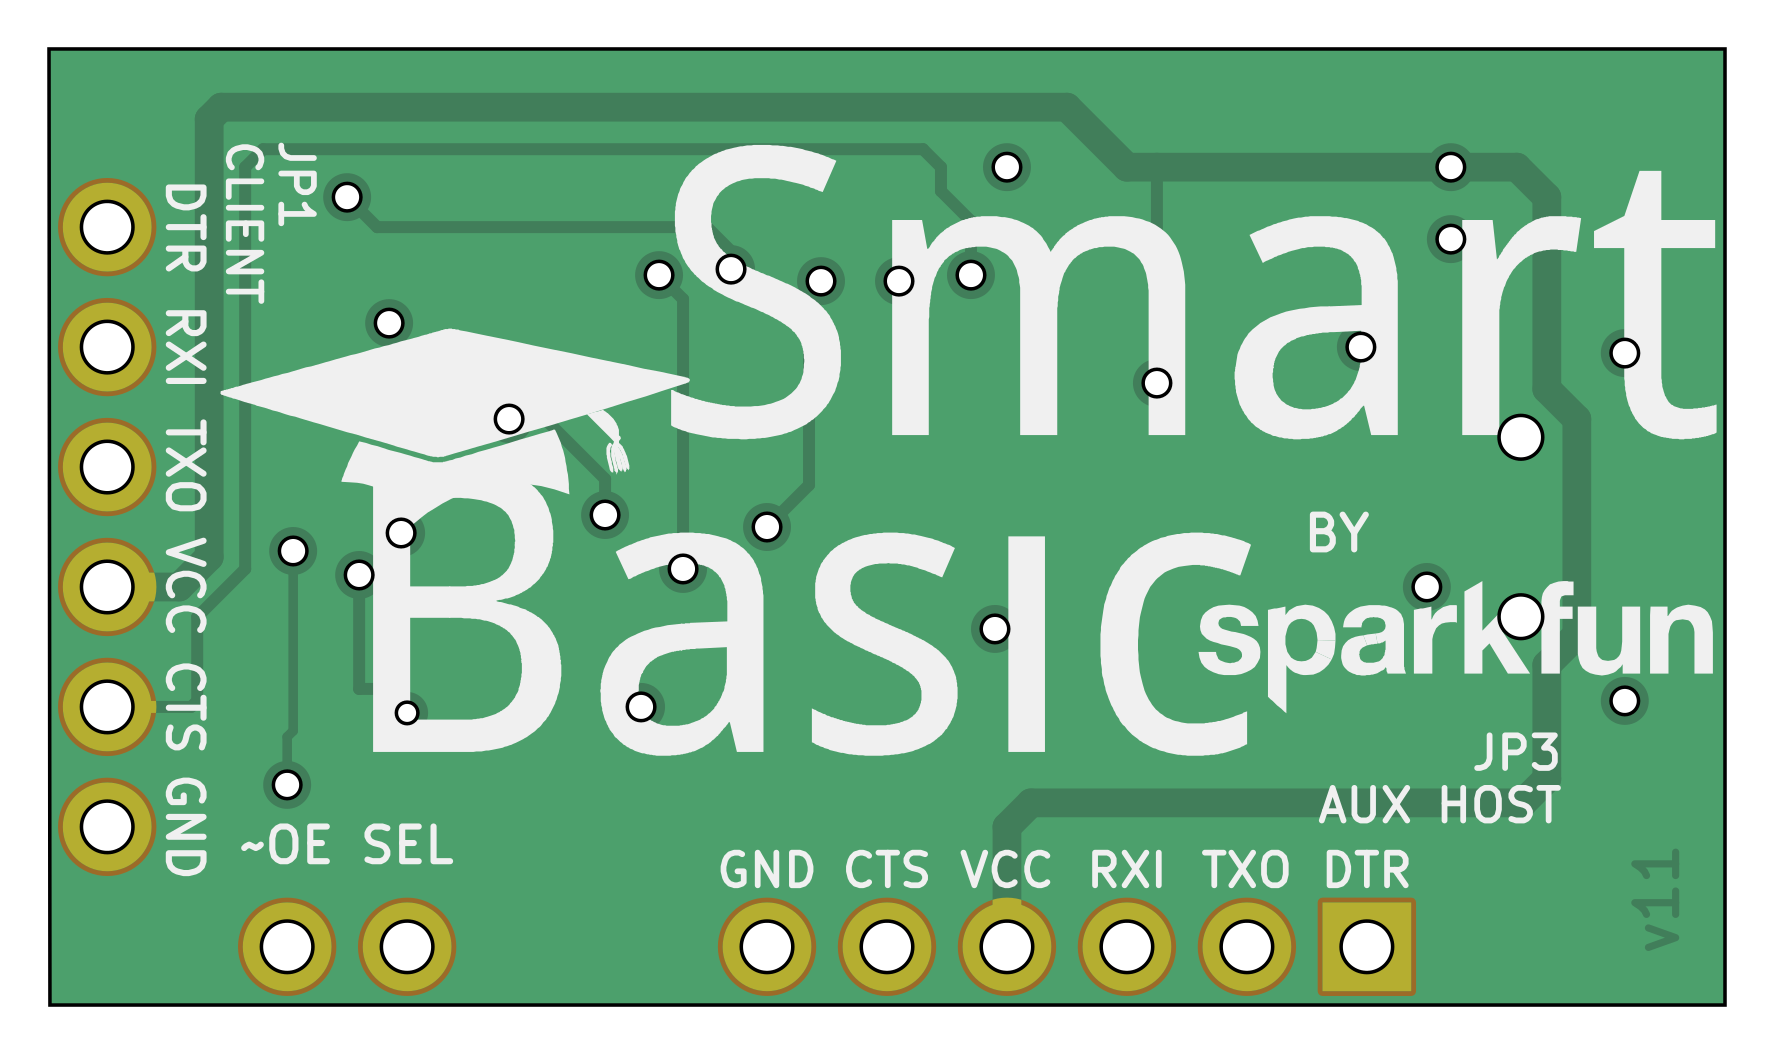 JP1
CLIENT
DTR
RXI
TXO
VCC
CTS
GND
Smart
BASIC
BY
sparkfun
JP3
AUX HOST
~OE SEL
GND CTS VCC RXI TXO DTR
v11